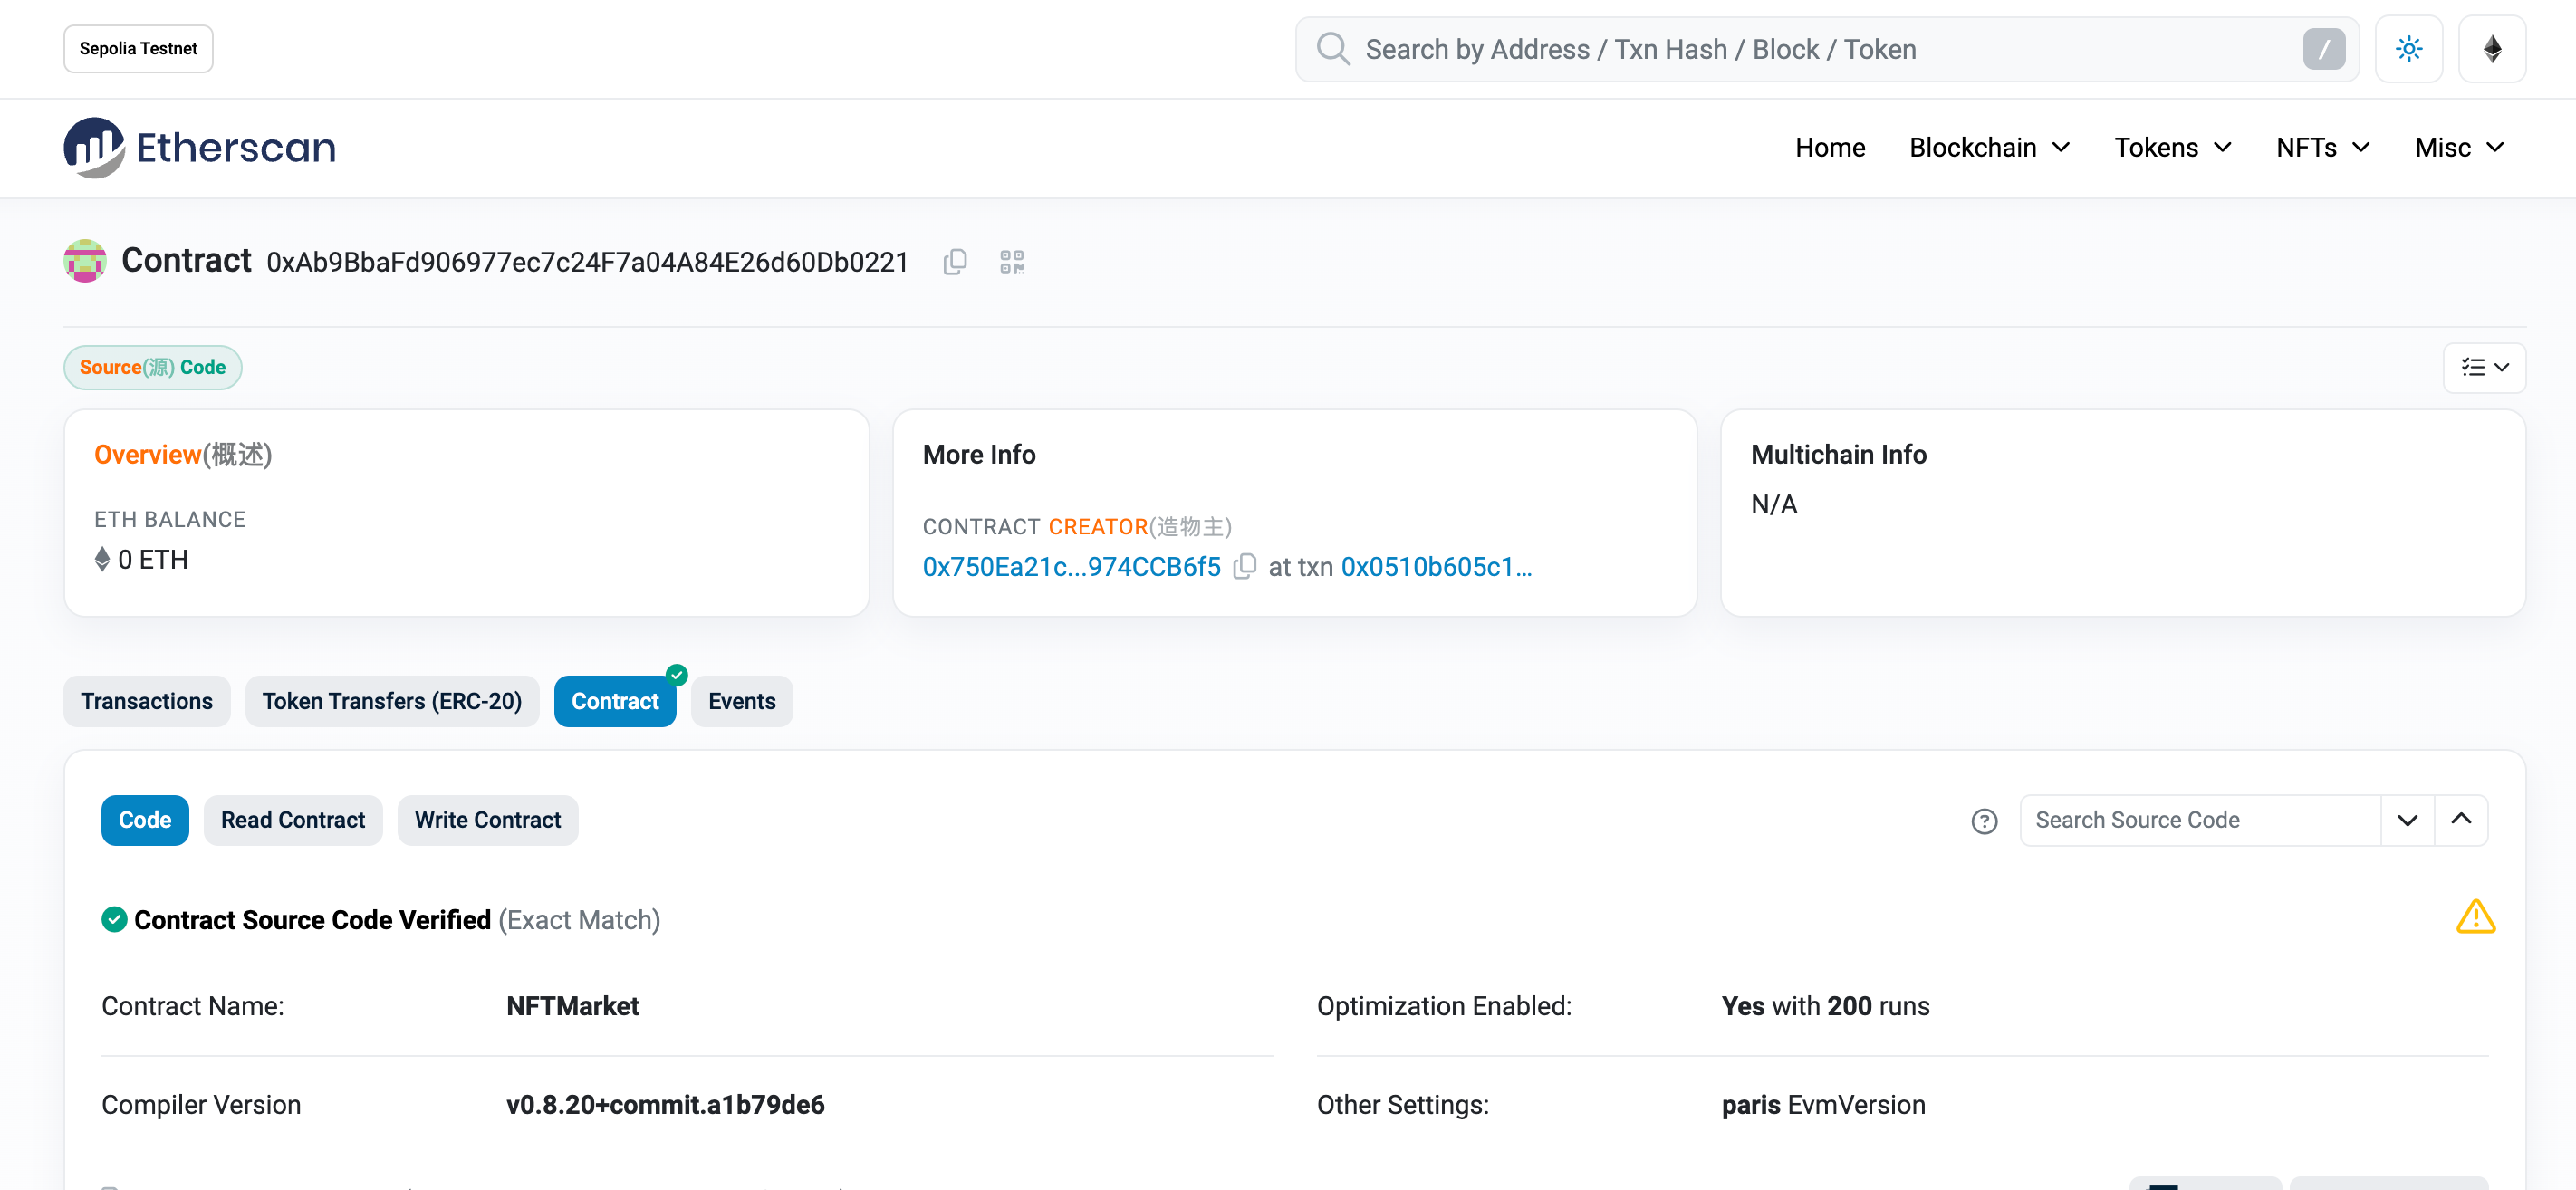 Sepolia Testnet
Search by Address / Txn Hash / Block / Token
/
Etherscan
Home
Blockchain
Tokens
NFTs
Misc
Contract 0xAb9BbaFd906977ec7c24F7a04A84E26d60Db0221
Source(源) Code
Overview(概述)
ETH BALANCE
0 ETH
More Info
CONTRACT CREATOR(造物主)
0x750Ea21c...974CCB6f5 at txn 0x0510b605c1...
Multichain Info
N/A
Transactions
Token Transfers (ERC-20)
Contract
Events
Code
Read Contract
Write Contract
Search Source Code
Contract Source Code Verified (Exact Match)
Contract Name:
NFTMarket
Optimization Enabled:
Yes with 200 runs
Compiler Version
v0.8.20+commit.a1b79de6
Other Settings:
paris EvmVersion